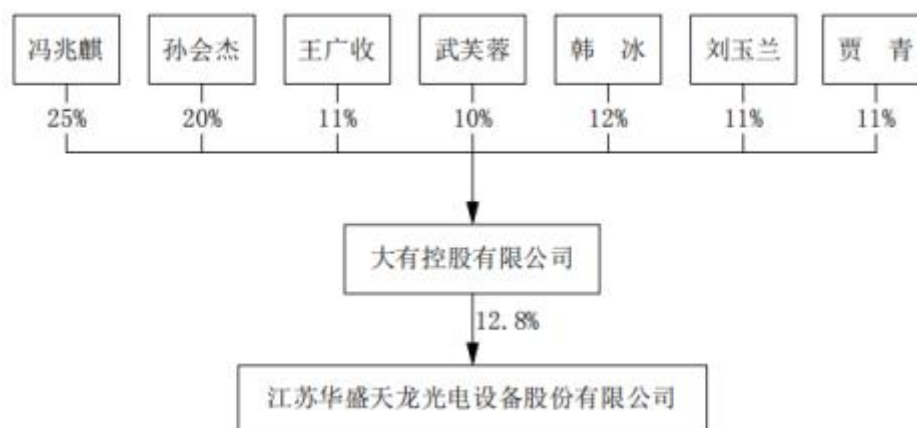 冯兆麒 孙会杰 王广收 武芙蓉 韩 冰 刘玉兰 贾 青
25% 20% 11% 10% 12% 11% 11%
大有控股有限公司
12.8%
江苏华盛天龙光电设备股份有限公司